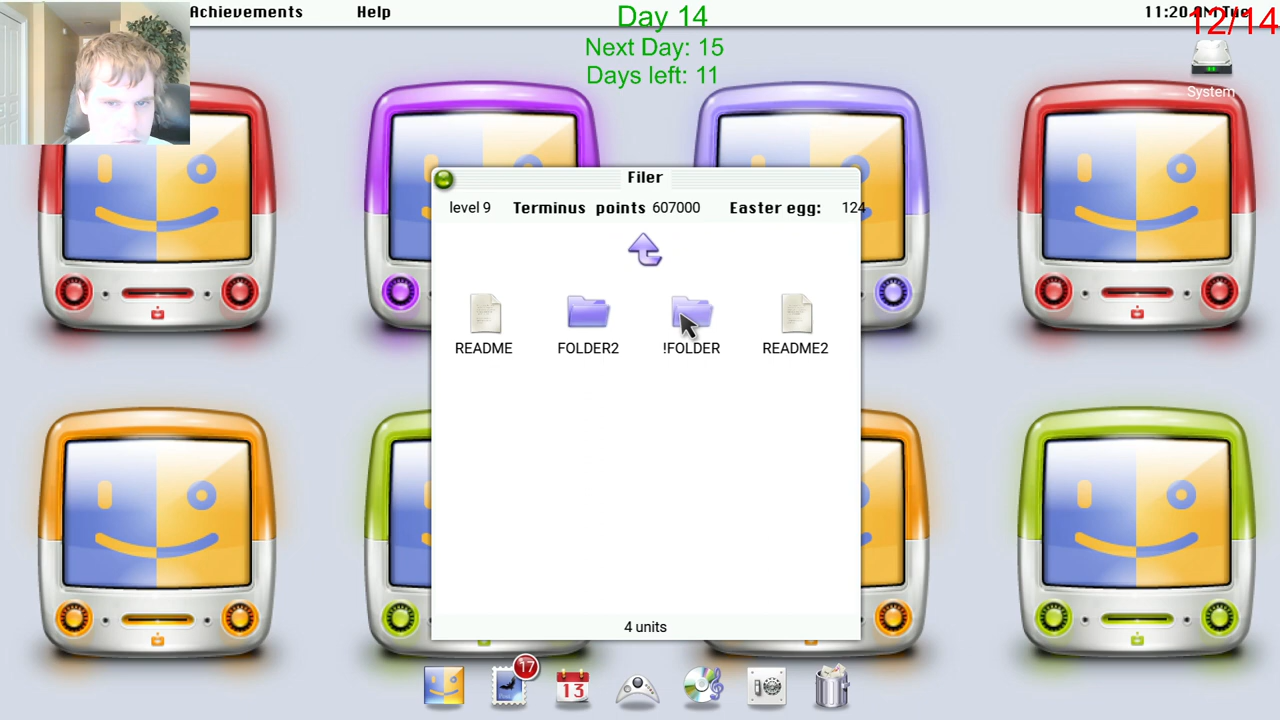 Achievements Help
11:20 AM Tue
12/14
Day 14
Next Day: 15
Days left: 11
System
Filer
level 9 Terminus points 607000 Easter egg: 124
README FOLDER2 !FOLDER README2
4 units
17
13